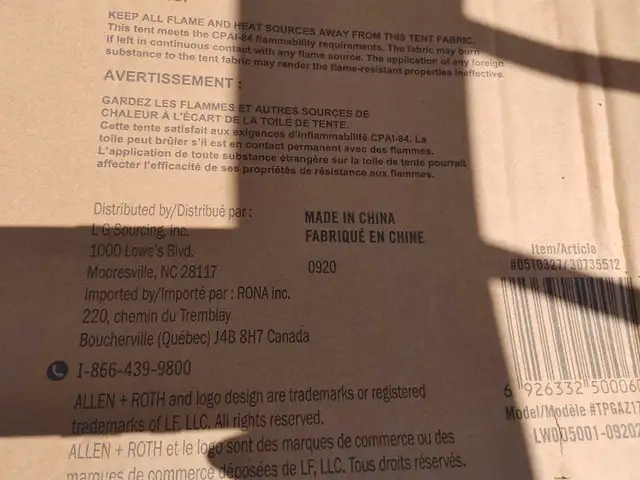 KEEP ALL FLAME AND HEAT SOURCES AWAY FROM THIS TENT FABRIC.
This tent meets the CPAI-84 flammability requirements. The fabric may burn
if left in continuous contact with any flame source. The application of any foreign
substance to the tent fabric may rander the flame-resistant properties ineffective.
AVERTISSEMENT :
GARDEZ LES FLAMMES ET AUTRES SOURCES DE
CHALEUR À L'ÉCART DE LA TOILE DE TENTE.
Cette tente satisfait aux exigences d'inflammabilité CPAI-84. La
toile peut brûler s'il est en contact permanent avec des flammes.
L'application de toute substance étrangère sur la toile de tente pourrait
affecter l'efficacité de ses propriétés de résistance aux flammes.
Distributed by/Distribué par :
L G Sourcing, Inc.
1000 Lowe's Blvd.
Mooresville, NC 28117
Imported by/Importé par : RONA inc.
220, chemin du Tremblay
Boucherville (Québec) J4B 8H7 Canada
1-866-439-9800
MADE IN CHINA
FABRIQUÉ EN CHINE
0920
Item/Article
#0510327/30735512
6 926332 50006
Model/Modèle #TPGAZ17
LW005001-09202
ALLEN + ROTH and logo design are trademarks or registered
trademarks of LF, LLC. All rights reserved.
ALLEN + ROTH et le logo sont des marques de commerce ou des
marques de commerce déposées de LF, LLC. Tous droits réservés.